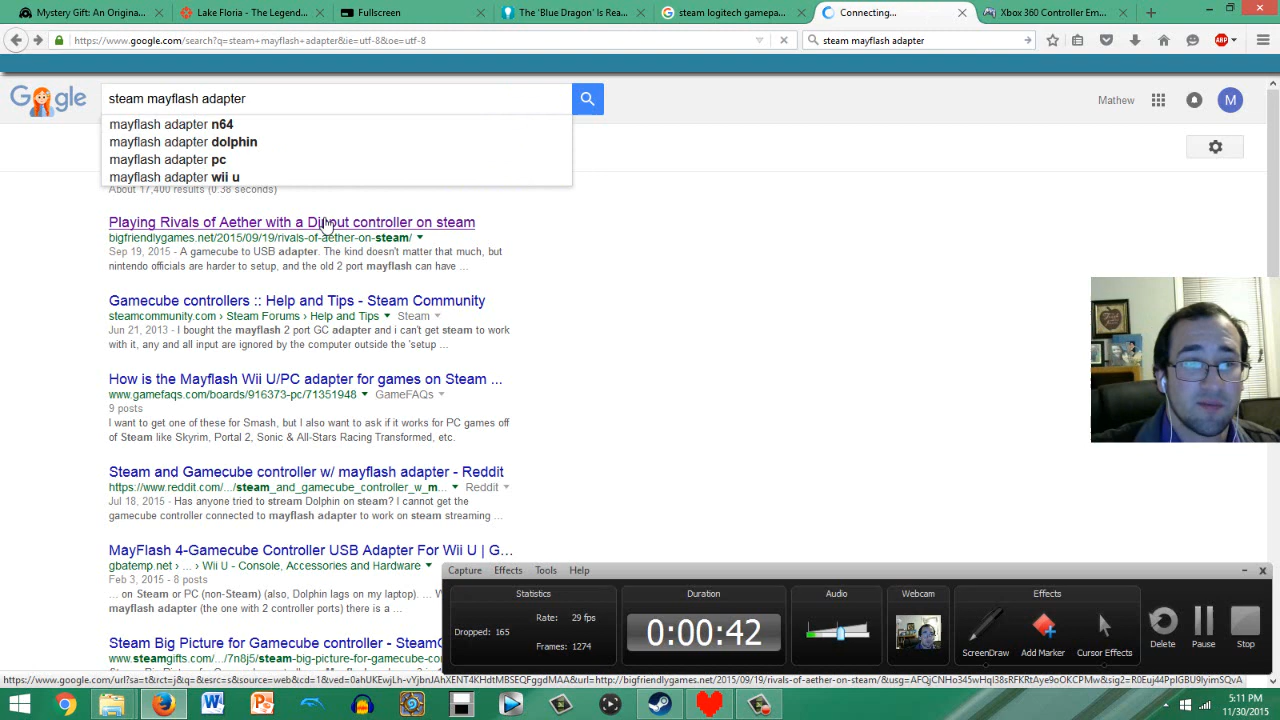 Mystery Gift: An Original...
Lake Floria - The Legend...
Fullscreen
The 'Blue Dragon' Is Rea...
steam logitech gamepa...
Connecting...
Xbox 360 Controller Em...
https://www.google.com/search?q=steam+mayflash+adapter&ie=utf-8&oe=utf-8
steam mayflash adapter
ABP
Google
steam mayflash adapter
Mathew
M
mayflash adapter n64
mayflash adapter dolphin
mayflash adapter pc
mayflash adapter wii u
About 17,400 results (0.38 seconds)
Playing Rivals of Aether with a DInput controller on steam
bigfriendlygames.net/2015/09/19/rivals-of-aether-on-steam/
Sep 19, 2015 - A gamecube to USB adapter. The kind doesn't matter that much, but
nintendo officials are harder to setup, and the old 2 port mayflash can have ...
Gamecube controllers :: Help and Tips - Steam Community
steamcommunity.com › Steam Forums › Help and Tips Steam
Jun 21, 2013 - I bought the mayflash 2 port GC adapter and i can't get steam to work
with it, any and all input are ignored by the computer outside the 'setup ...
How is the Mayflash Wii U/PC adapter for games on Steam ...
www.gamefaqs.com/boards/916373-pc/71351948 GameFAQs
9 posts
I want to get one of these for Smash, but I also want to ask if it works for PC games off
of Steam like Skyrim, Portal 2, Sonic & All-Stars Racing Transformed, etc.
Steam and Gamecube controller w/ mayflash adapter - Reddit
https://www.reddit.com/.../steam_and_gamecube_controller_w_m... Reddit
Jul 18, 2015 - Has anyone tried to stream Dolphin on steam? I cannot get the
gamecube controller connected to mayflash adapter to work on steam streaming ...
MayFlash 4-Gamecube Controller USB Adapter For Wii U | G...
gbatemp.net › ... › Wii U - Console, Accessories and Hardware
Feb 3, 2015 - 8 posts
... on Steam or PC (non-Steam) (also, Dolphin lags on my laptop). ... W
mayflash adapter (the one with 2 controller ports) there is a ...
Steam Big Picture for Gamecube controller - SteamG
www.steamgifts.com/.../7n8j5/steam-big-picture-for-gamecube-co
Capture Effects Tools Help
Statistics
Dropped: 165
Rate: 29 fps
Frames: 1274
Duration
0:00:42
Audio
Webcam
Effects
ScreenDraw
Add Marker
Cursor Effects
Delete
Pause
Stop
5:11 PM
11/30/2015